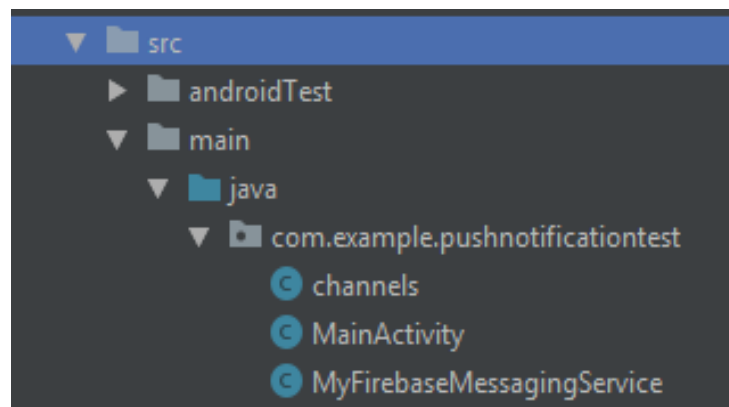 src
androidTest
main
java
com.example.pushnotificationtest
C channels
C MainActivity
C MyFirebaseMessagingService